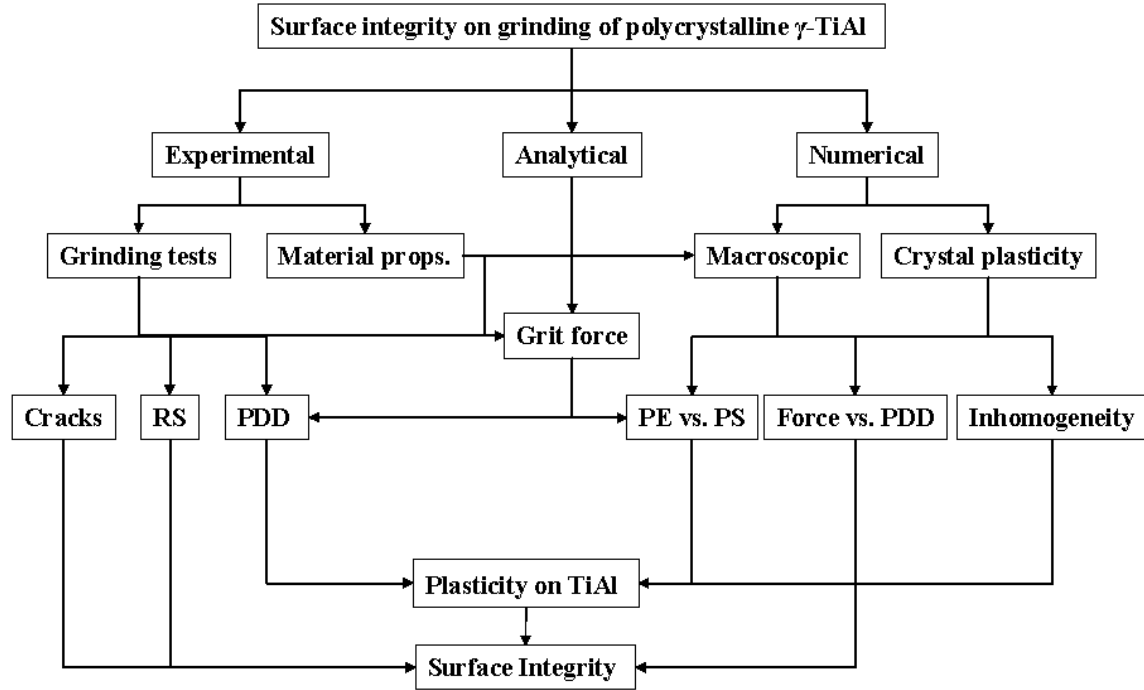 Surface integrity on grinding of polycrystalline γ-TiAl
Experimental
Analytical
Numerical
Grinding tests
Material props.
Macroscopic
Crystal plasticity
Grit force
Cracks
RS
PDD
PE vs. PS
Force vs. PDD
Inhomogeneity
Plasticity on TiAl
Surface Integrity